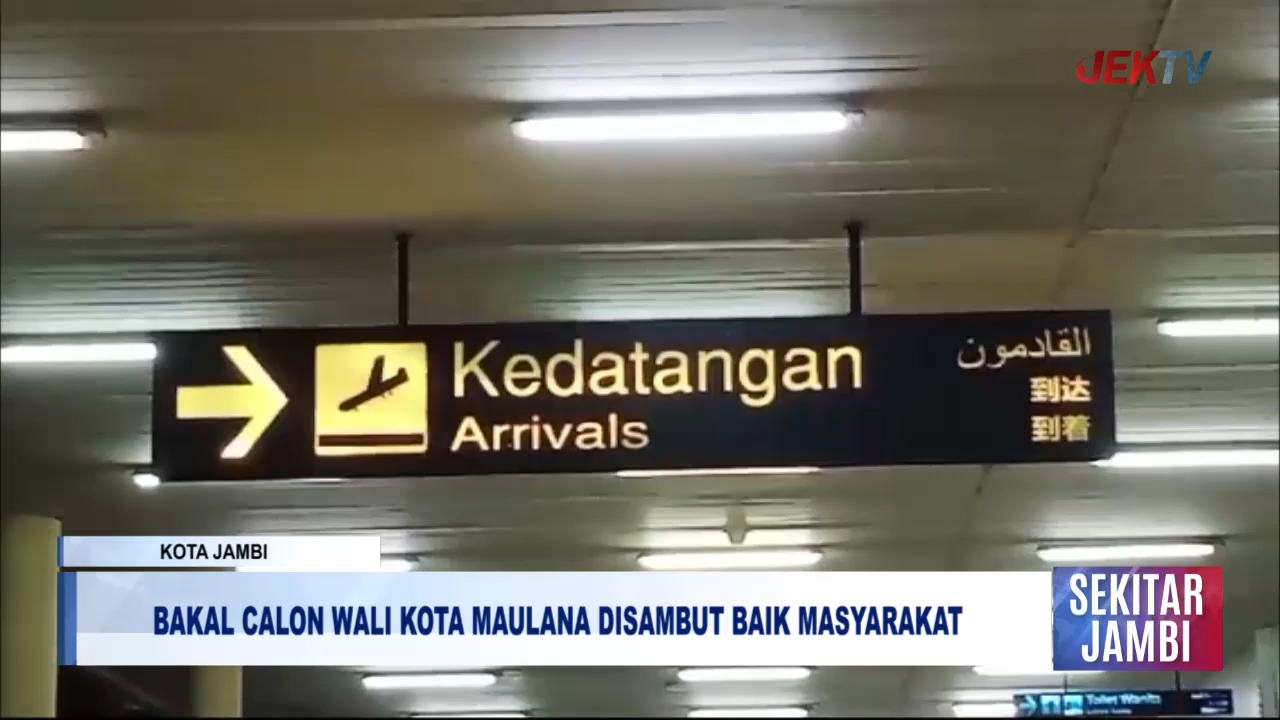 JEKTV
Kedatangan
Arrivals
القادمون
到达
到着
KOTA JAMBI
BAKAL CALON WALI KOTA MAULANA DISAMBUT BAIK MASYARAKAT
SEKITAR
JAMBI
Toilet Wanita